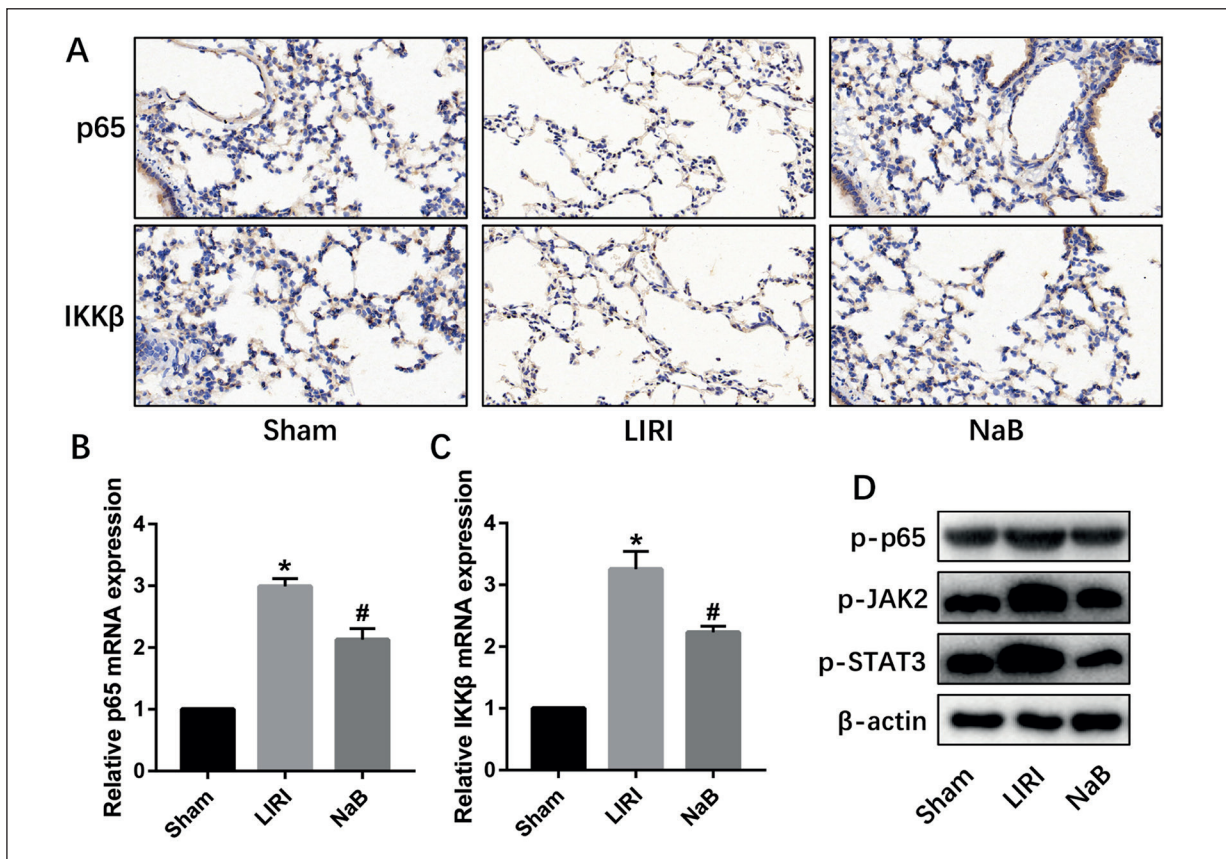 A
p65
IKKβ
Sham LIRI NaB
B
Relative p65 mRNA expression
4
3
2
1
0
*
#
Sham LIRI NaB
C
Relative IKKβ mRNA expression
4
3
2
1
0
*
#
Sham LIRI NaB
D
p-p65
p-JAK2
p-STAT3
β-actin
Sham LIRI NaB